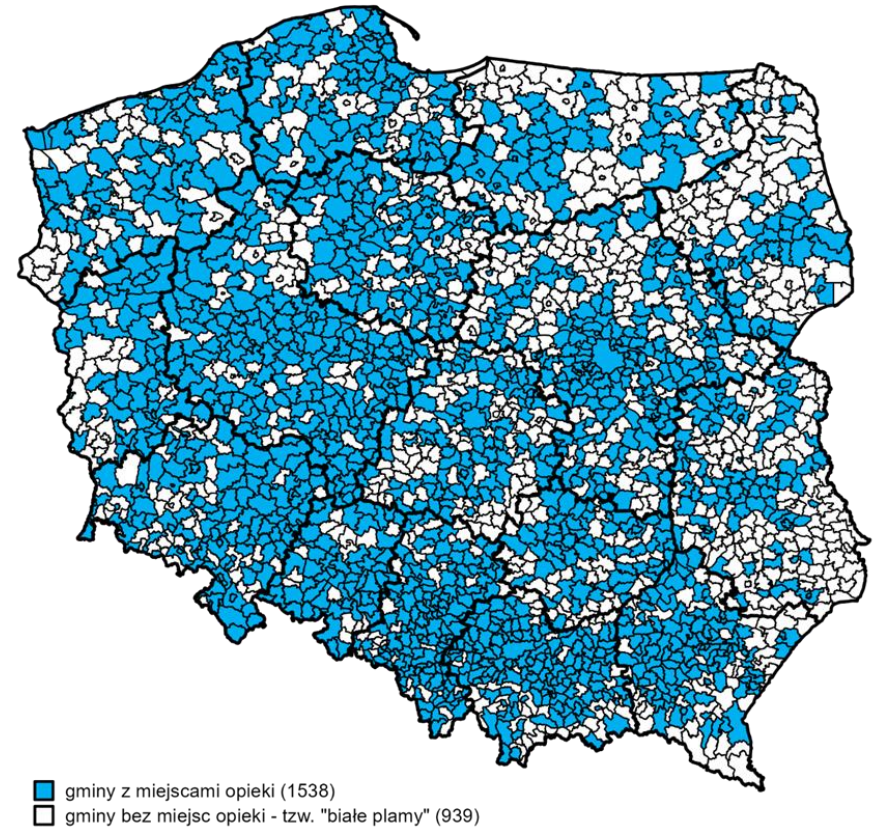 gminy z miejscami opieki (1538)
gminy bez miejsc opieki - tzw. "białe plamy" (939)